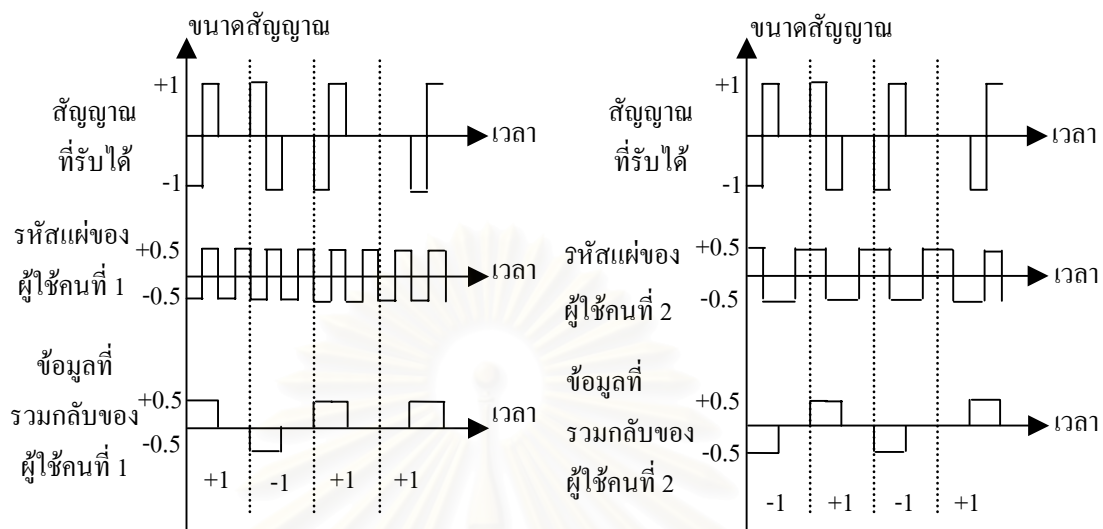 ขนาดสัญญาณ
+1
สัญญาณ
ที่รับได้
-1
เวลา
รหัสแผ่ของ
ผู้ใช้คนที่ 1
+0.5
-0.5
เวลา
ข้อมูลที่
รวมกลับของ
ผู้ใช้คนที่ 1
+0.5
-0.5
เวลา
+1 -1 +1 +1
ขนาดสัญญาณ
+1
สัญญาณ
ที่รับได้
-1
เวลา
รหัสแผ่ของ
ผู้ใช้คนที่ 2
+0.5
-0.5
เวลา
ข้อมูลที่
รวมกลับของ
ผู้ใช้คนที่ 2
+0.5
-0.5
เวลา
-1 +1 -1 +1